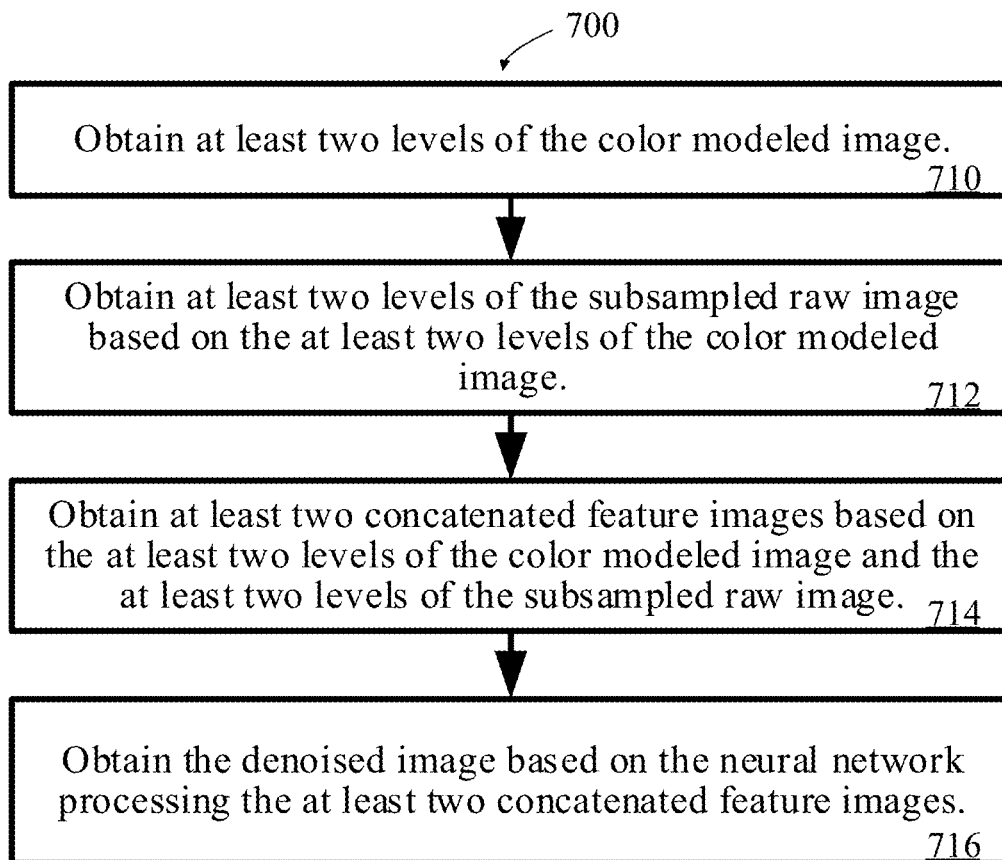 700
Obtain at least two levels of the color modeled image.
710
Obtain at least two levels of the subsampled raw image
based on the at least two levels of the color modeled
image.
712
Obtain at least two concatenated feature images based on
the at least two levels of the color modeled image and the
at least two levels of the subsampled raw image.
714
Obtain the denoised image based on the neural network
processing the at least two concatenated feature images.
716